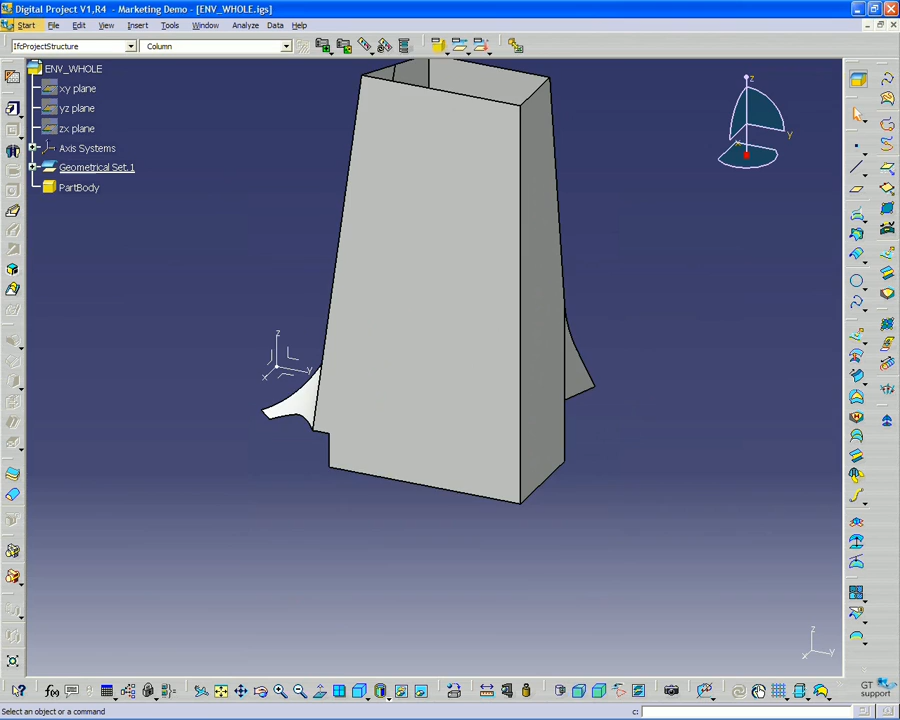 Digital Project V1,R4 - Marketing Demo - [ENV_WHOLE.igs]
Start File Edit View Insert Tools Window Analyze Data Help
IfcProjectStructure Column
ENV_WHOLE
xy plane
yz plane
zx plane
Axis Systems
Geometrical Set.1
PartBody
z
y
x
z
y
x
z
y
x
f(x)
GT
support
Select an object or a command
c: